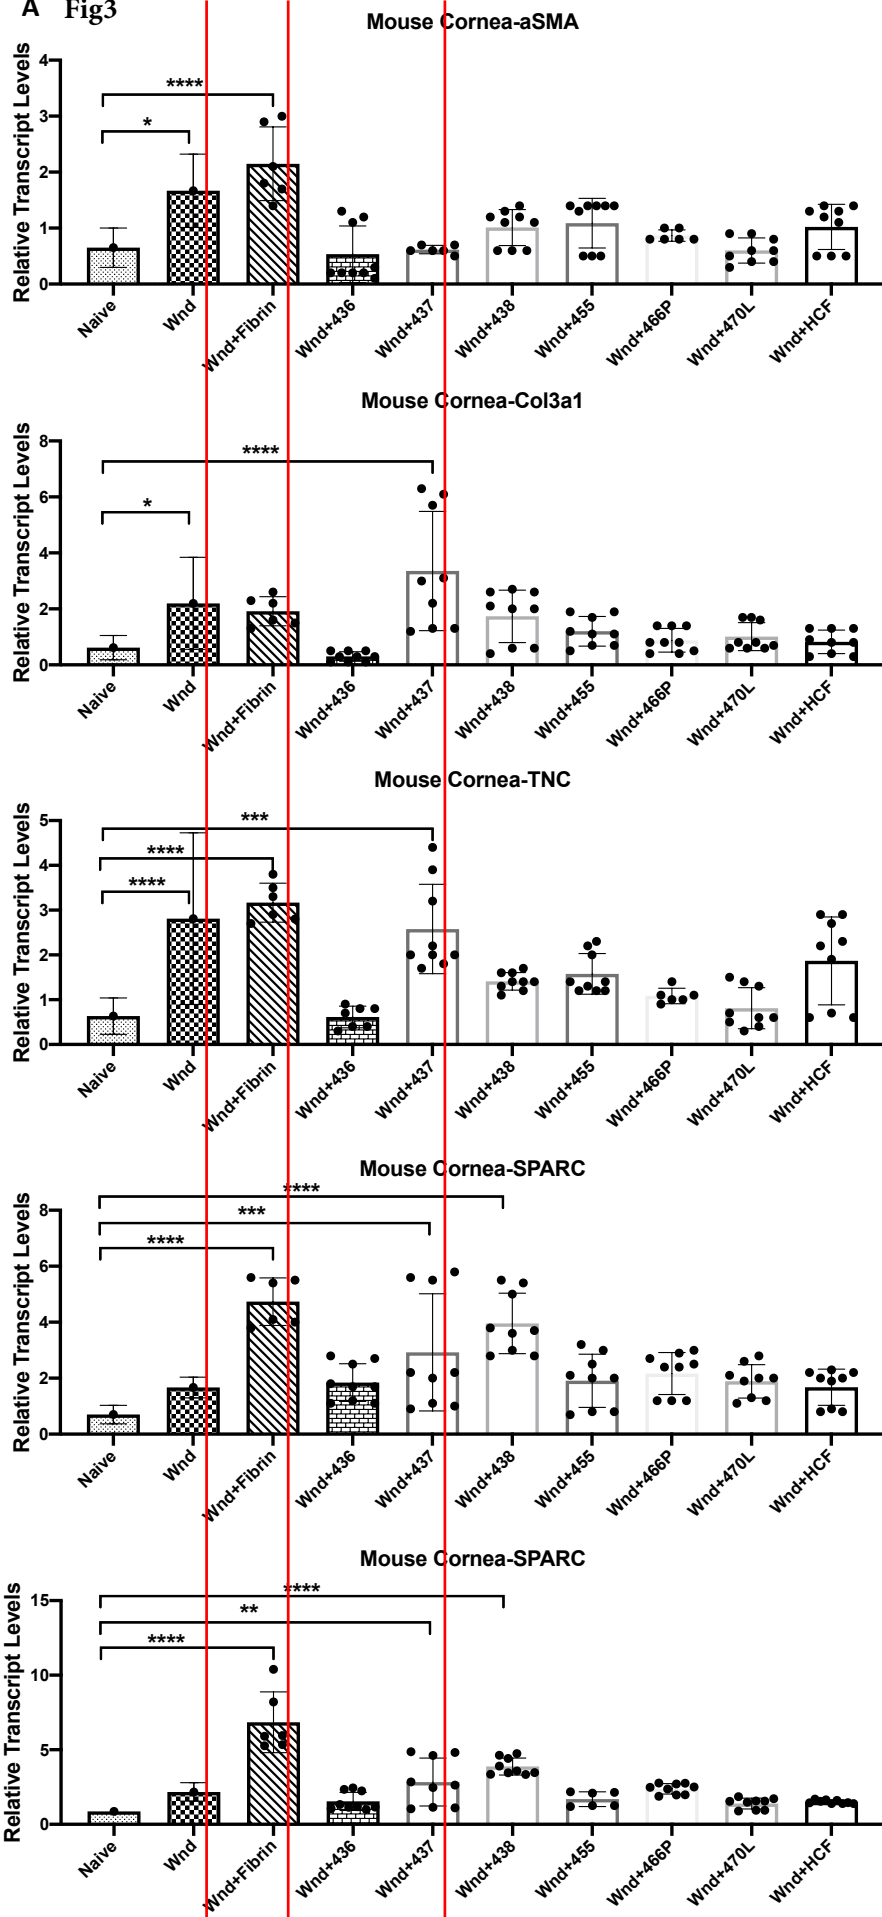 A Fig3
Mouse Cornea-aSMA
Relative Transcript Levels
4
3
2
1
0
****
*
Naive
Wnd
Wnd+Fibrin
Wnd+436
Wnd+437
Wnd+438
Wnd+455
Wnd+466P
Wnd+470L
Wnd+HCF
Mouse Cornea-Col3a1
Relative Transcript Levels
8
6
4
2
0
****
*
Naive
Wnd
Wnd+Fibrin
Wnd+436
Wnd+437
Wnd+438
Wnd+455
Wnd+466P
Wnd+470L
Wnd+HCF
Mouse Cornea-TNC
Relative Transcript Levels
5
4
3
2
1
0
***
****
****
Naive
Wnd
Wnd+Fibrin
Wnd+436
Wnd+437
Wnd+438
Wnd+455
Wnd+466P
Wnd+470L
Wnd+HCF
Mouse Cornea-SPARC
Relative Transcript Levels
8
6
4
2
0
****
***
****
Naive
Wnd
Wnd+Fibrin
Wnd+436
Wnd+437
Wnd+438
Wnd+455
Wnd+466P
Wnd+470L
Wnd+HCF
Mouse Cornea-SPARC
Relative Transcript Levels
15
10
5
0
****
**
****
Naive
Wnd
Wnd+Fibrin
Wnd+436
Wnd+437
Wnd+438
Wnd+455
Wnd+466P
Wnd+470L
Wnd+HCF